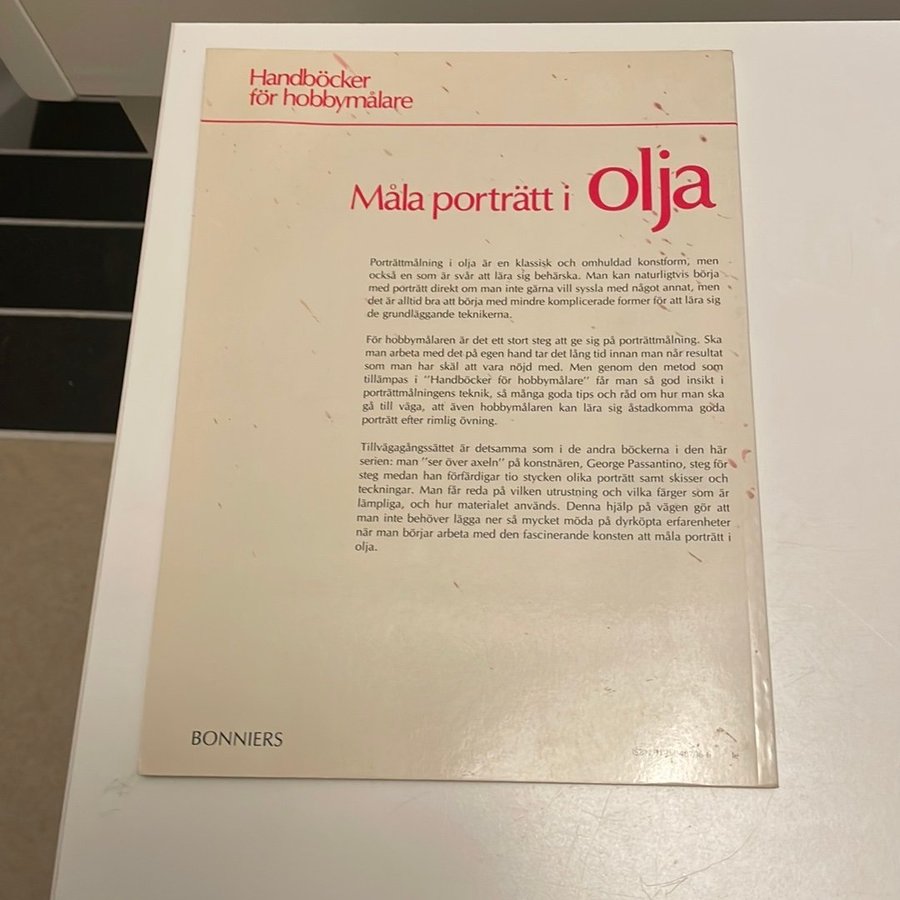 Handböcker
för hobbymålare
Måla porträtt i olja
Porträttmålning i olja är en klassisk och omhuldad konstform, men
också en som är svår att lära sig behärska. Man kan naturligtvis börja
med porträtt direkt om man inte gärna vill syssla med något annat, men
det är alltid bra att börja med mindre komplicerade former för att lära sig
de grundläggande teknikerna.
För hobbymålaren är det ett stort steg att ge sig på porträttmålning. Ska
man arbeta med det på egen hand tar det lång tid innan man når resultat
som man har skäl att vara nöjd med. Men genom den metod som
tillämpas i "Handböcker för hobbymålare" får man så god insikt i
porträttmålningens teknik, så många goda tips och råd om hur man ska
gå till väga, att även hobbymålaren kan lära sig åstadkomma goda
porträtt efter rimlig övning.
Tillvägagångssättet är detsamma som i de andra böckerna i den här
serien: man "ser över axeln" på konstnären, George Passantino, steg för
steg medan han förfärdigar tio stycken olika porträtt samt skisser och
teckningar. Man får reda på vilken utrustning och vilka färger som är
lämpliga, och hur materialet används. Denna hjälp på vägen gör att
man inte behöver lägga ner så mycket möda på dyrköpta erfarenheter
när man börjar arbeta med den fascinerande konsten att måla porträtt i
olja.
BONNIERS
ISBN